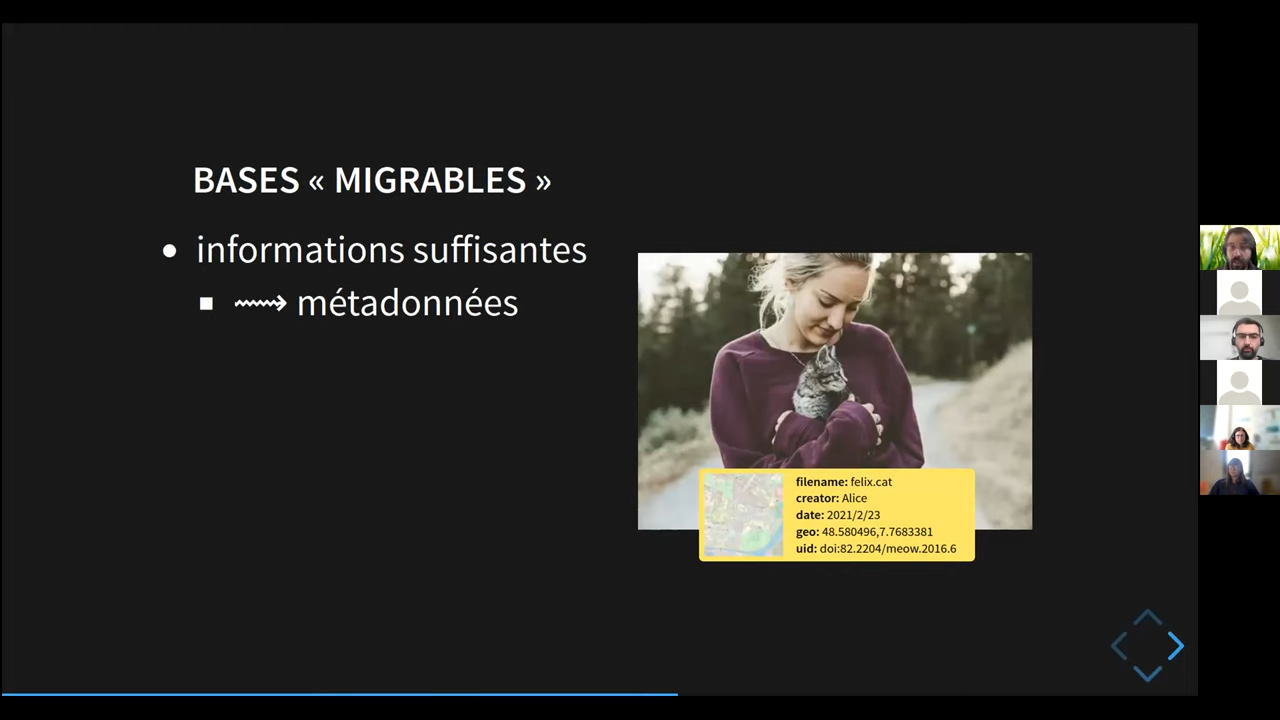 BASES « MIGRABLES »
• informations suffisantes
▪ ⟿ métadonnées
filename: felix.cat
creator: Alice
date: 2021/2/23
geo: 48.580496,7.7683381
uid: doi:82.2204/meow.2016.6